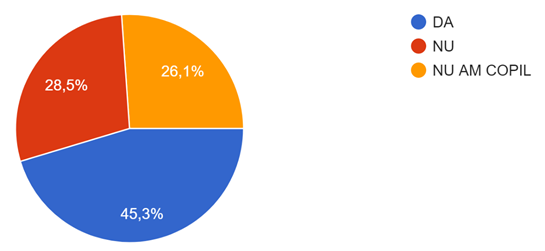 DA
NU
NU AM COPIL
26,1%
28,5%
45,3%